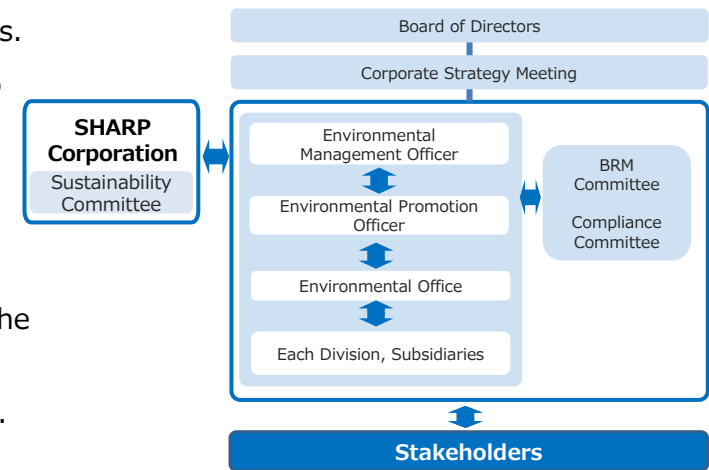 s.
Board of Directors
Corporate Strategy Meeting
SHARP
Corporation
Sustainability
Committee
Environmental
Management Officer
Environmental Promotion
Officer
Environmental Office
Each Division, Subsidiaries
BRM
Committee
Compliance
Committee
he
.
Stakeholders